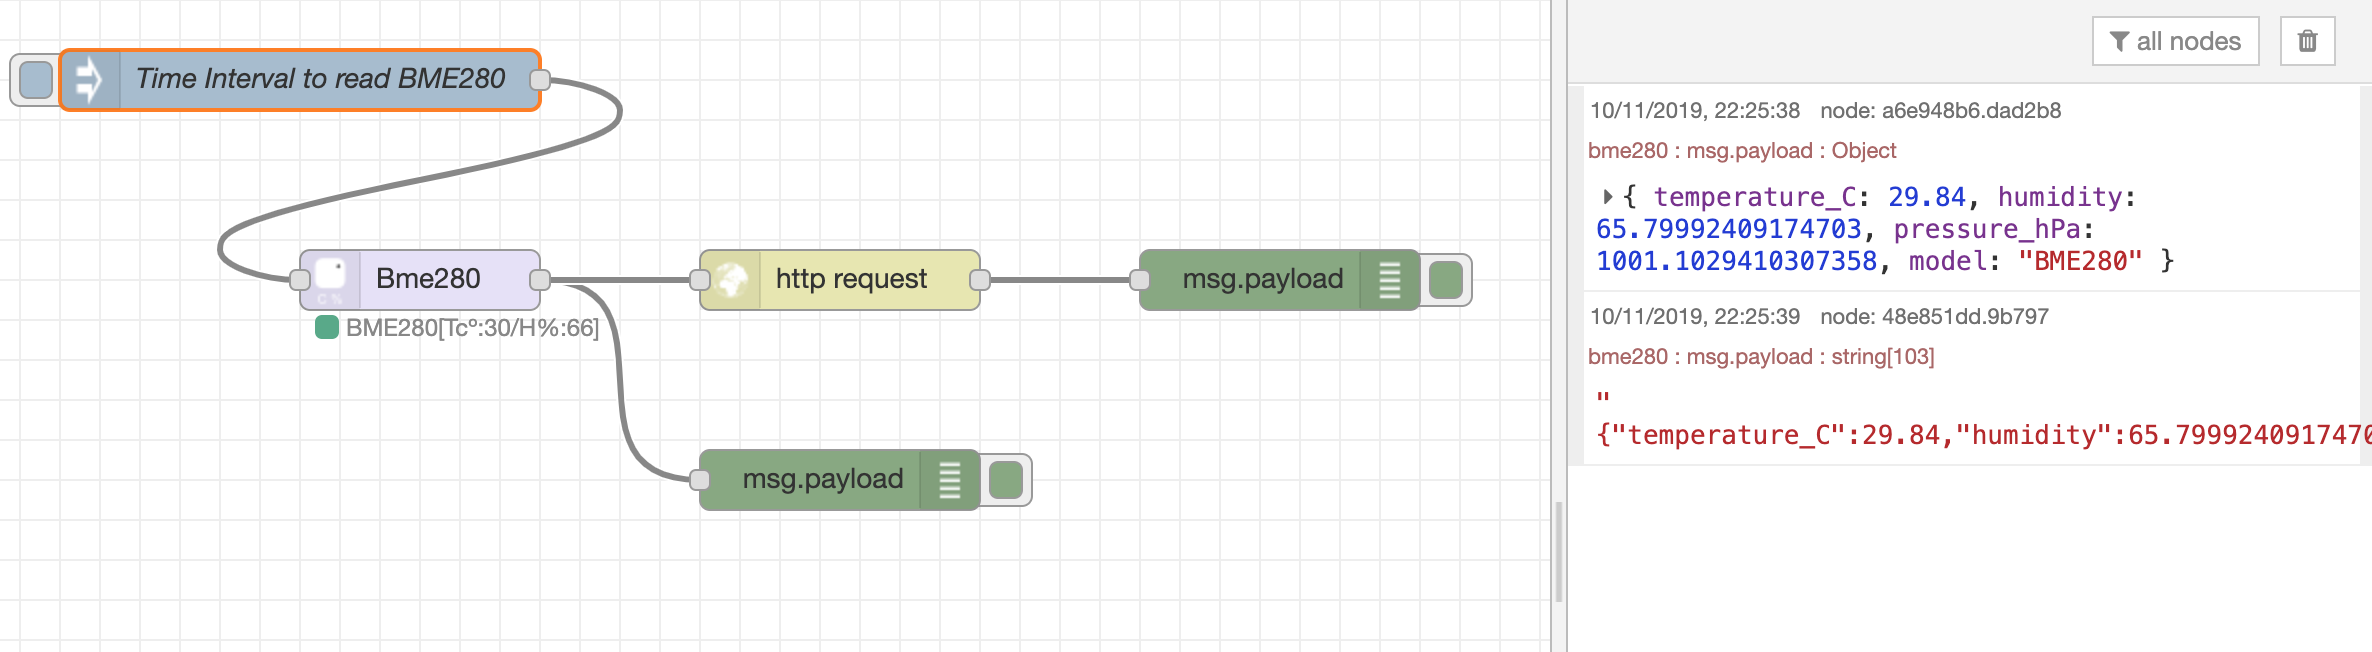 Time Interval to read BME280
Bme280
C %
BME280[Tcº:30/H%:66]
http request
msg.payload
msg.payload
all nodes
10/11/2019, 22:25:38 node: a6e948b6.dad2b8
bme280 : msg.payload : Object
{ temperature_C: 29.84, humidity:
65.79992409174703, pressure_hPa:
1001.1029410307358, model: "BME280" }
10/11/2019, 22:25:39 node: 48e851dd.9b797
bme280 : msg.payload : string[103]
"
{"temperature_C":29.84,"humidity":65.7999240917470